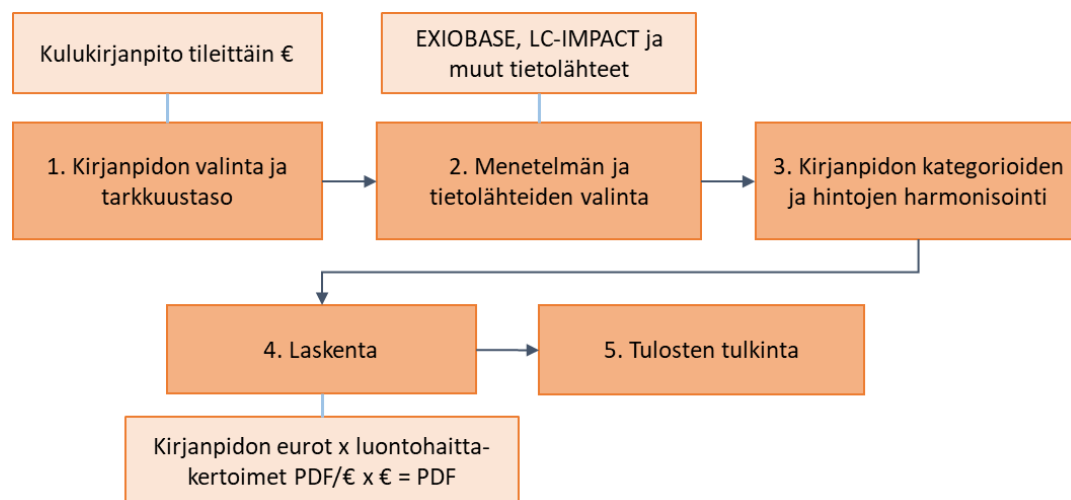 Kulukirjanpito tileittäin €
EXIOBASE, LC-IMPACT ja
muut tietolähteet
1. Kirjanpidon valinta ja
tarkkuustaso
2. Menetelmän ja
tietolähteiden valinta
3. Kirjanpidon kategorioiden
ja hintojen harmonisointi
4. Laskenta
5. Tulosten tulkinta
Kirjanpidon eurot x luontohaitta-
kertoimet PDF/€ x € = PDF